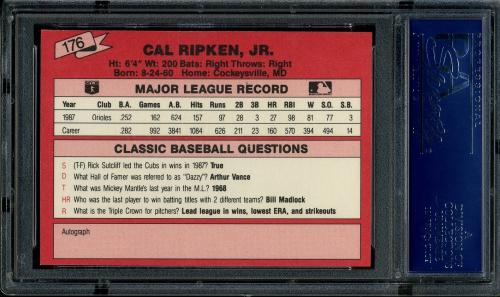 176
CAL RIPKEN, JR.
Ht: 6'4" Wt: 200 Bats: Right Throws: Right
Born: 8-24-60 Home: Cockeysville, MD
MAJOR LEAGUE RECORD
Year Club B.A. Games A.B. Hits Runs 2B 3B HR RBI W S.O. S.B.
1987 Orioles .252 162 624 157 97 28 3 27 98 81 77 3
Career .282 992 3841 1084 626 211 23 160 570 394 494 14
CLASSIC BASEBALL QUESTIONS
S (T-F) Rick Sutcliff led the Cubs in wins in 1987? True
D What Hall of Famer was referred to as "Dazzy"? Arthur Vance
T What was Mickey Mantle's last year in the M.L.? 1968
HR Who was the last player to win batting titles with 2 different teams? Bill Madlock
R What is the Triple Crown for pitchers? Lead league in wins, lowest ERA, and strikeouts
Autograph
PSA